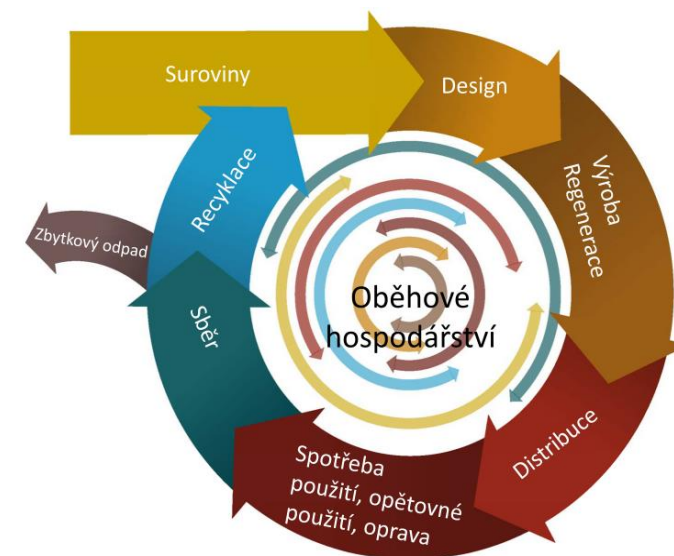 Suroviny
Design
Výroba
Regenerace
Distribuce
Spotřeba
použití, opětovné
použití, oprava
Sběr
Zbytkový odpad
Recyklace
Oběhové
hospodářství